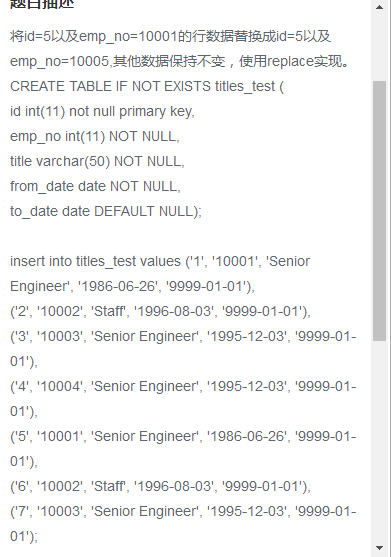 题目描述
将id=5以及emp_no=10001的行数据替换成id=5以及
emp_no=10005,其他数据保持不变，使用replace实现。
CREATE TABLE IF NOT EXISTS titles_test (
id int(11) not null primary key,
emp_no int(11) NOT NULL,
title varchar(50) NOT NULL,
from_date date NOT NULL,
to_date date DEFAULT NULL);

insert into titles_test values ('1', '10001', 'Senior
Engineer', '1986-06-26', '9999-01-01'),
('2', '10002', 'Staff', '1996-08-03', '9999-01-01'),
('3', '10003', 'Senior Engineer', '1995-12-03', '9999-01-
01'),
('4', '10004', 'Senior Engineer', '1995-12-03', '9999-01-
01'),
('5', '10001', 'Senior Engineer', '1986-06-26', '9999-01-
01'),
('6', '10002', 'Staff', '1996-08-03', '9999-01-01'),
('7', '10003', 'Senior Engineer', '1995-12-03', '9999-01-
01');